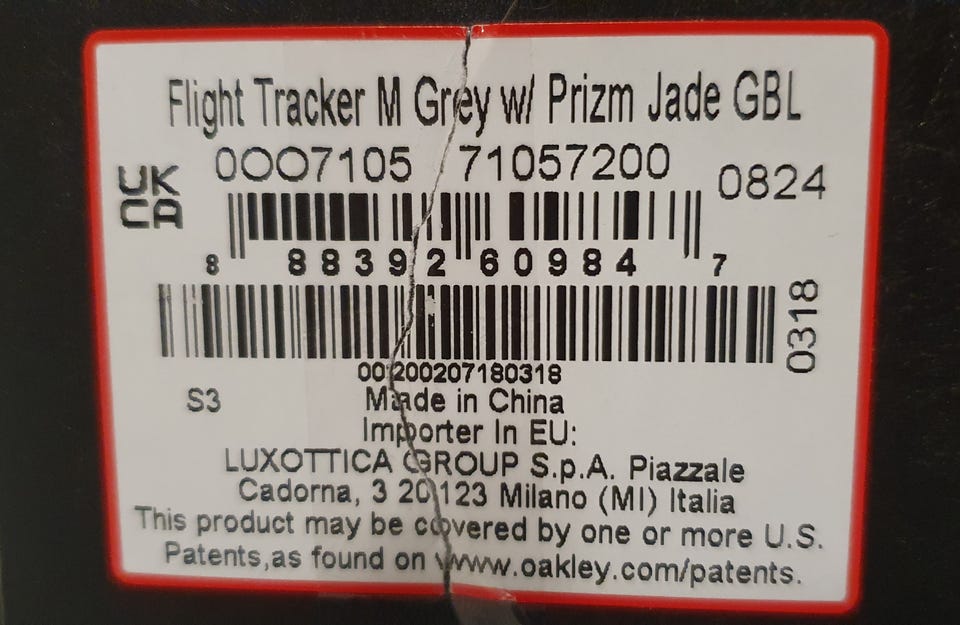 Flight Tracker M Grey w/ Prizm Jade GBL
UK
CA
0OO7105 71057200
0824
8 88392 60984 7
0318
00200207180318
S3
Made in China
Importer In EU:
LUXOTTICA GROUP S.p.A. Piazzale
Cadorna, 3 20123 Milano (MI) Italia
This product may be covered by one or more U.S.
Patents,as found on www.oakley.com/patents.